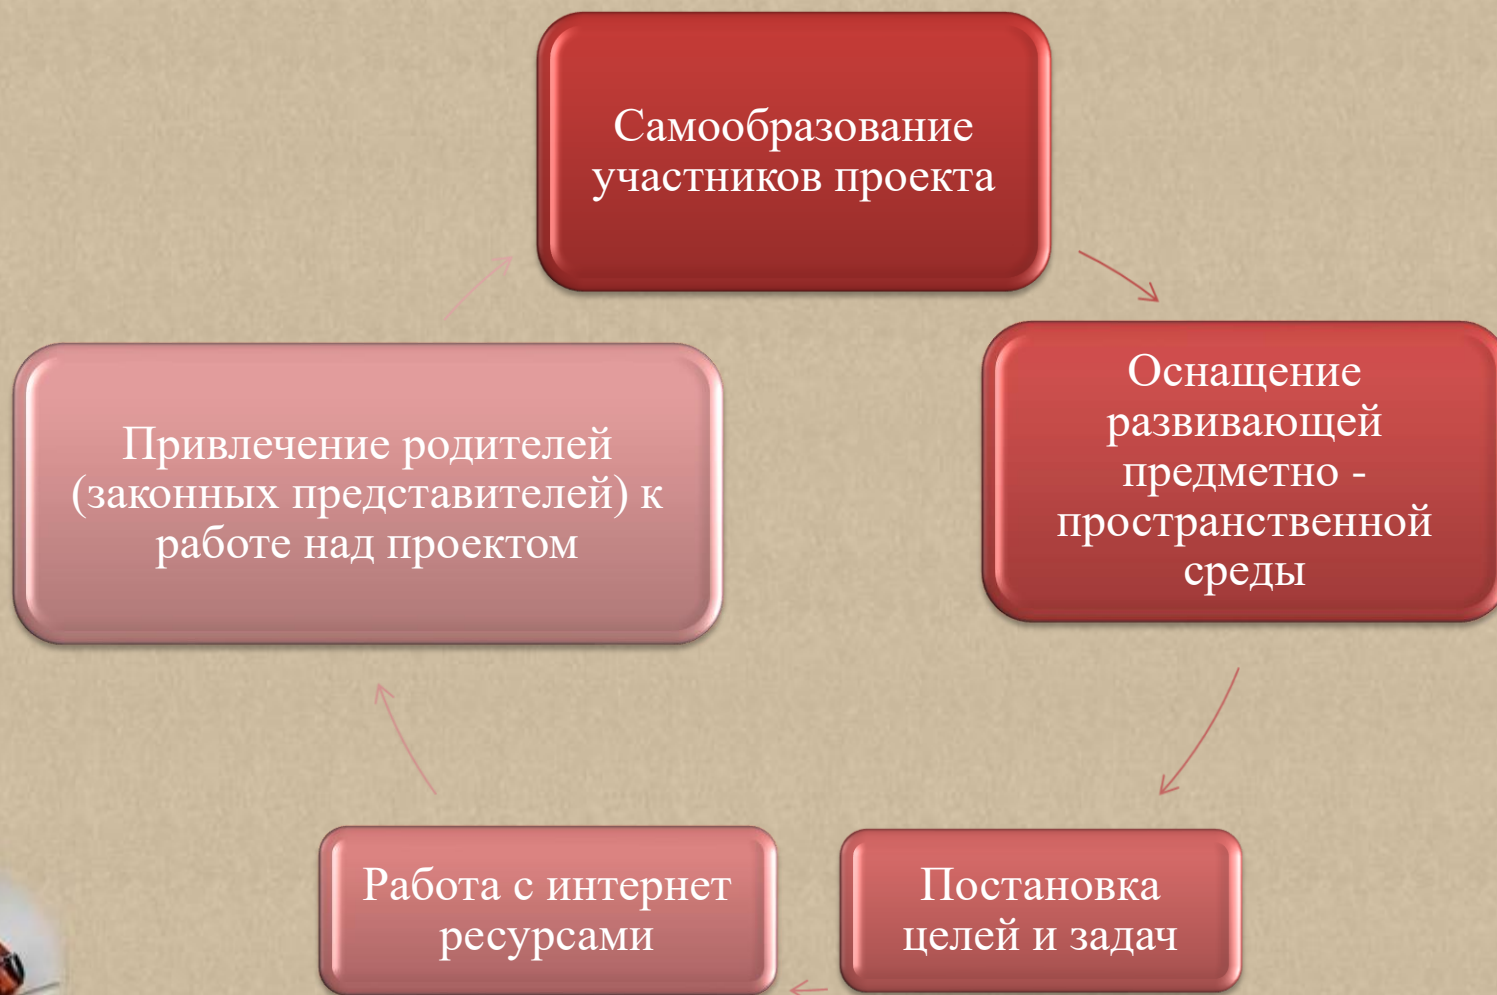 Самообразование
участников проекта
Оснащение
развивающей
предметно -
пространственной
среды
Постановка
целей и задач
Работа с интернет
ресурсами
Привлечение родителей
(законных представителей) к
работе над проектом